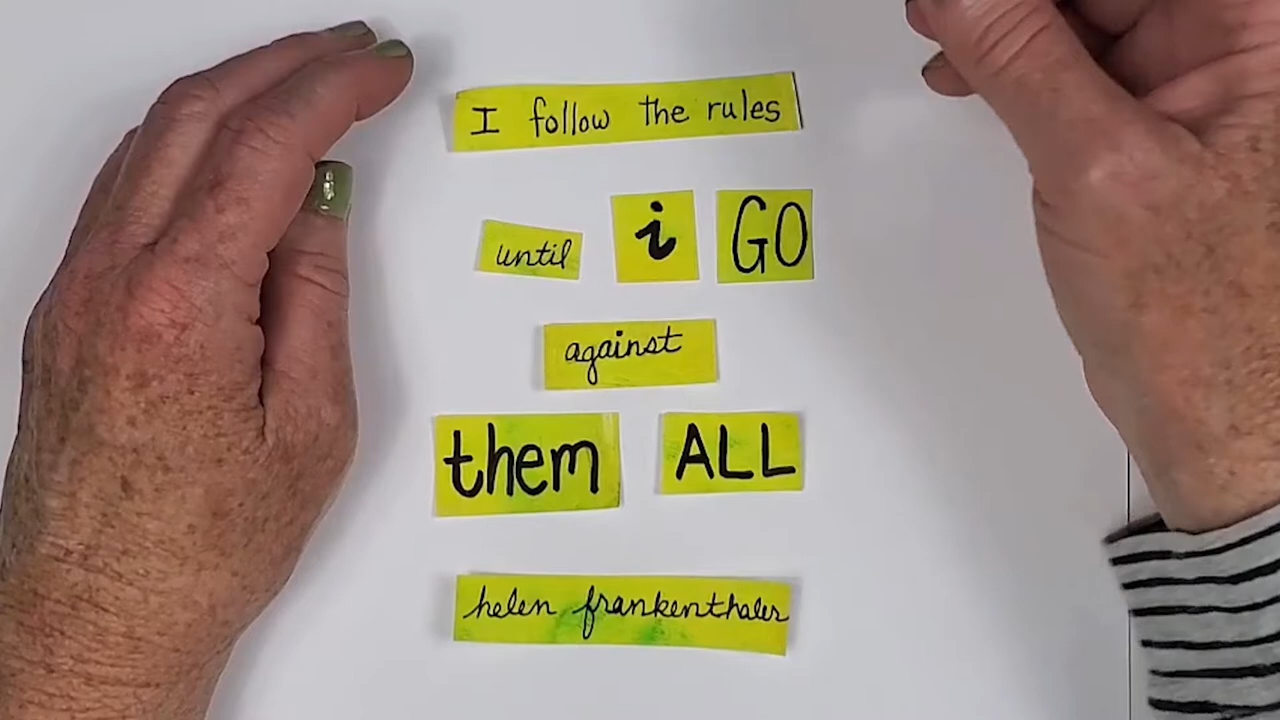 I follow the rules
until i GO
against
them ALL
helen frankenthaler